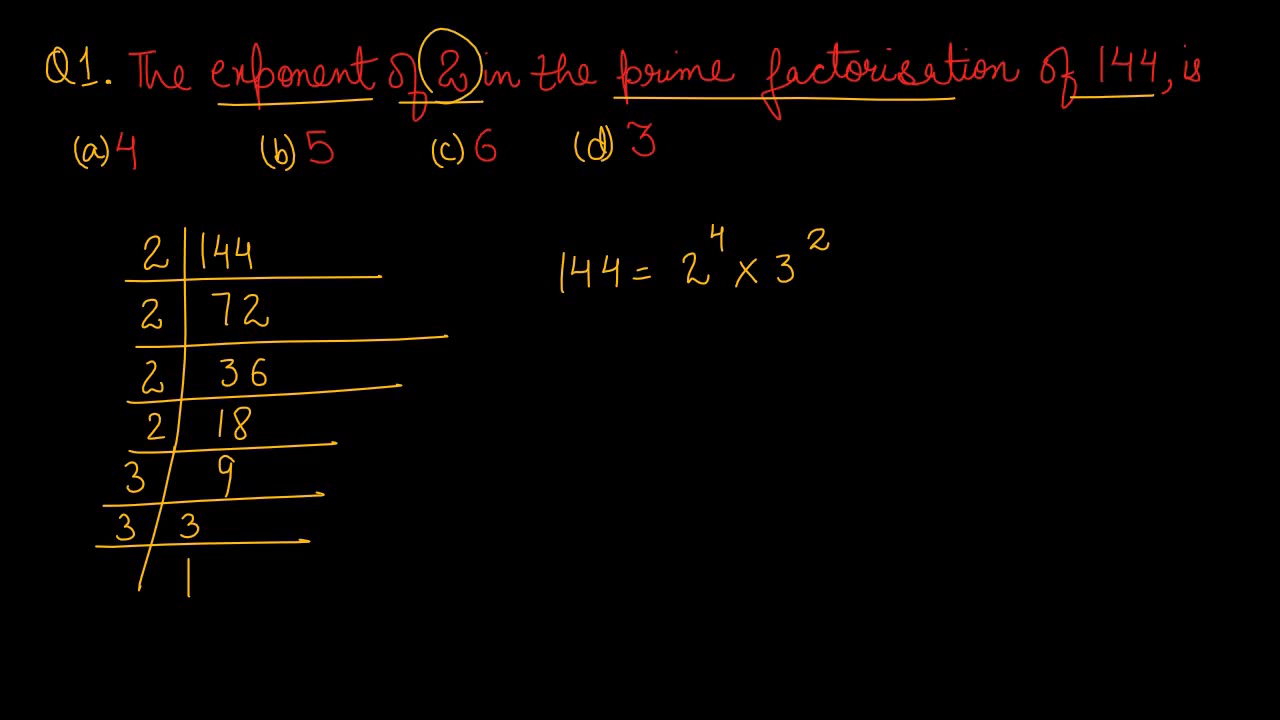 Q1. The exponent of 2 in the prime factorisation of 144, is
(a) 4 (b) 5 (c) 6 (d) 3
2 | 144
2 | 72
2 | 36
2 | 18
3 | 9
3 | 3
| 1
144 = 2⁴ × 3²